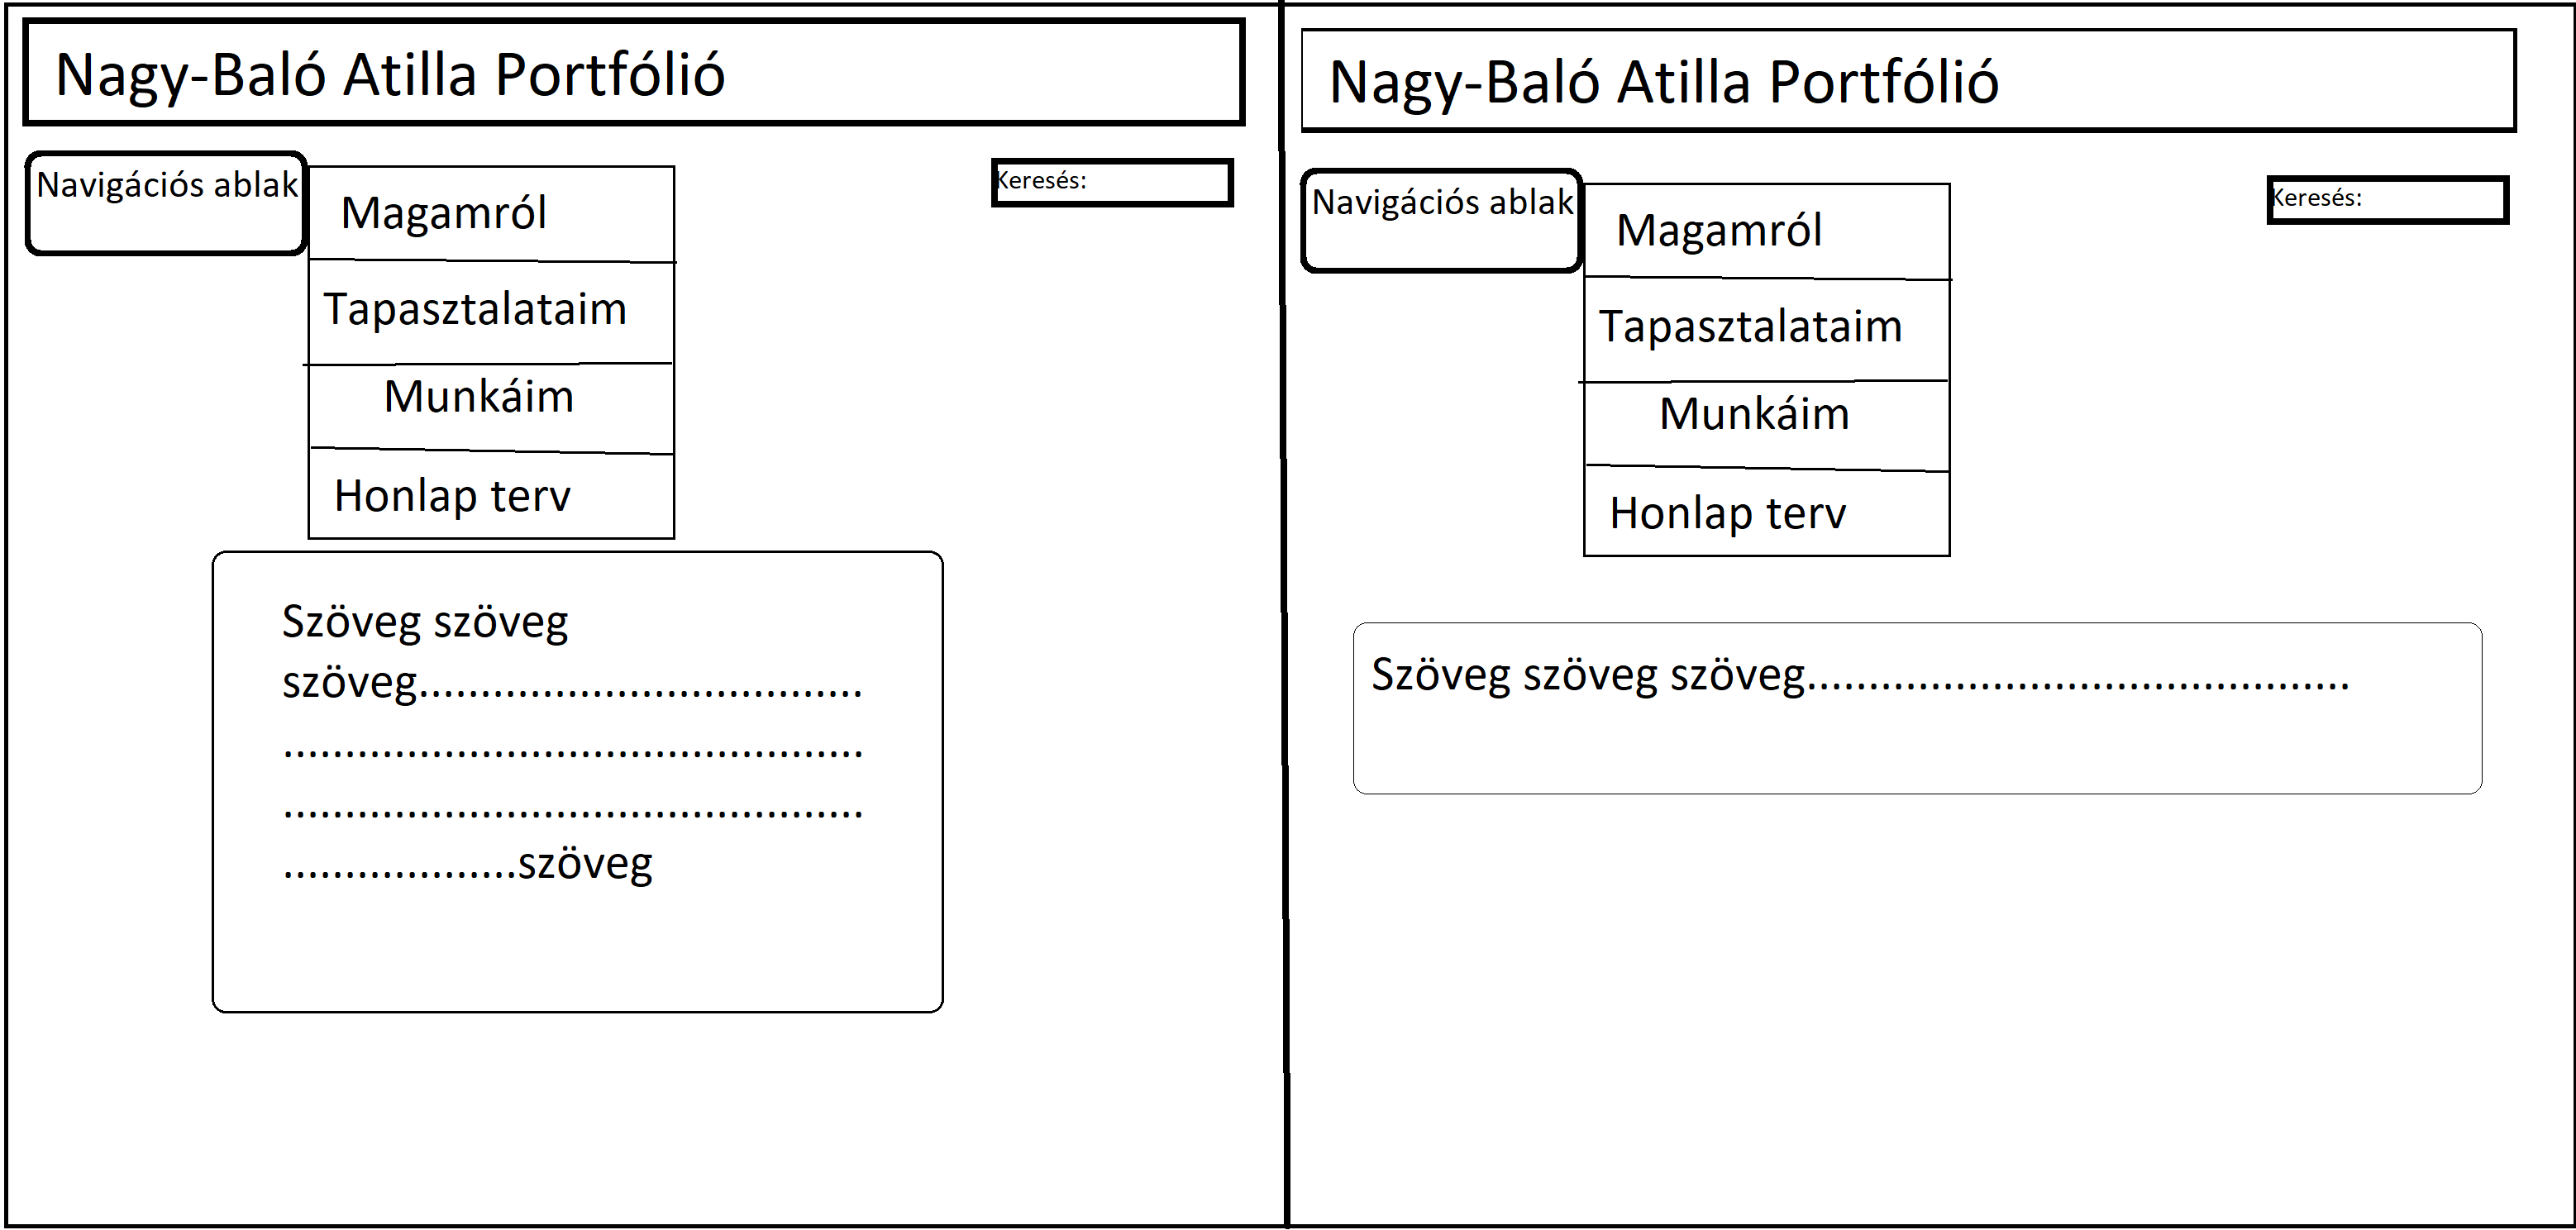 Nagy-Baló Atilla Portfólió
Navigációs ablak
Magamról
Keresés:
Tapasztalataim
Munkáim
Honlap terv
Szöveg szöveg
szöveg....................................
...............................................
...............................................
...................szöveg
Nagy-Baló Atilla Portfólió
Navigációs ablak
Magamról
Keresés:
Tapasztalataim
Munkáim
Honlap terv
Szöveg szöveg szöveg............................................